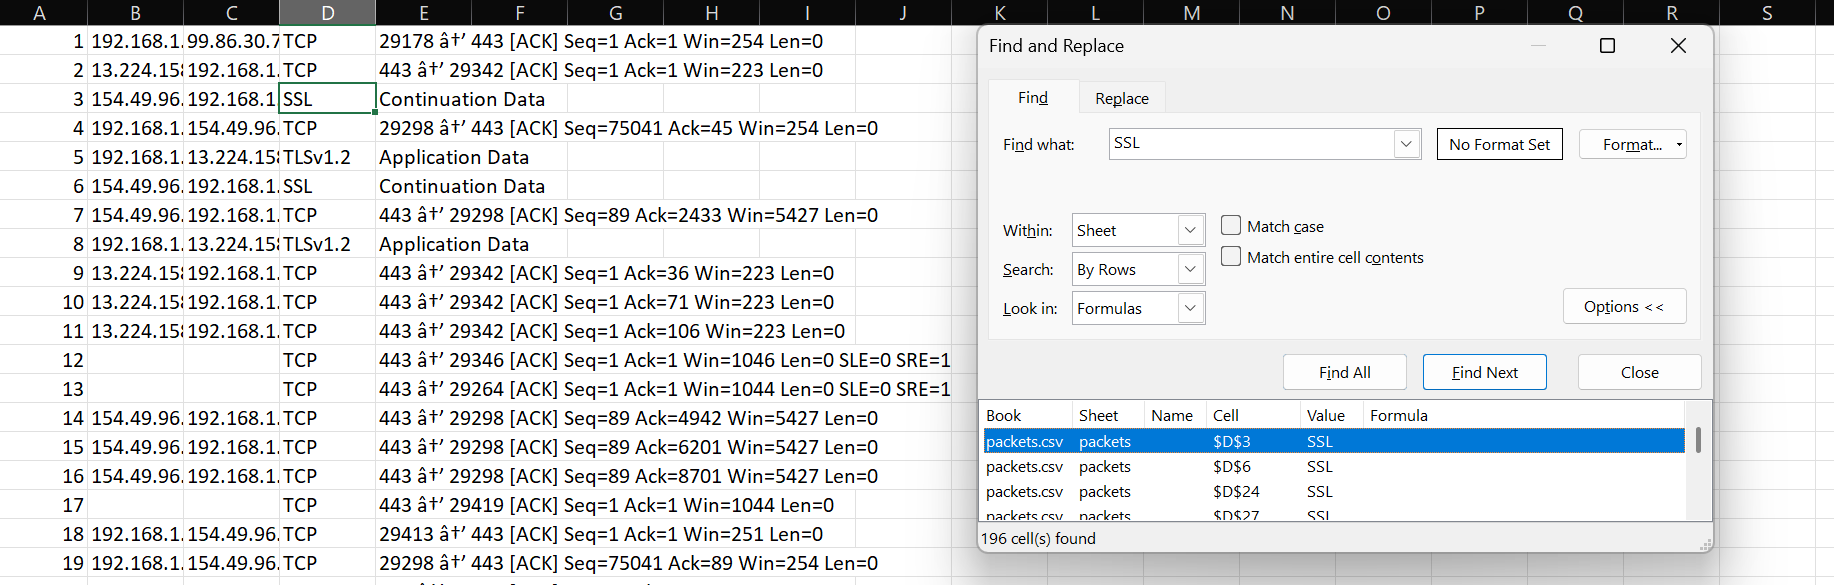 A B C D E F G H I J K L M N O P Q R S
1 192.168.1. 99.86.30.7 TCP 29178 â†’ 443 [ACK] Seq=1 Ack=1 Win=254 Len=0
2 13.224.158 192.168.1. TCP 443 â†’ 29342 [ACK] Seq=1 Ack=1 Win=223 Len=0
3 154.49.96. 192.168.1. SSL Continuation Data
4 192.168.1. 154.49.96. TCP 29298 â†’ 443 [ACK] Seq=75041 Ack=45 Win=254 Len=0
5 192.168.1. 13.224.158 TLSv1.2 Application Data
6 154.49.96. 192.168.1. SSL Continuation Data
7 154.49.96. 192.168.1. TCP 443 â†’ 29298 [ACK] Seq=89 Ack=2433 Win=5427 Len=0
8 192.168.1. 13.224.158 TLSv1.2 Application Data
9 13.224.158 192.168.1. TCP 443 â†’ 29342 [ACK] Seq=1 Ack=36 Win=223 Len=0
10 13.224.158 192.168.1. TCP 443 â†’ 29342 [ACK] Seq=1 Ack=71 Win=223 Len=0
11 13.224.158 192.168.1. TCP 443 â†’ 29342 [ACK] Seq=1 Ack=106 Win=223 Len=0
12 TCP 443 â†’ 29346 [ACK] Seq=1 Ack=1 Win=1046 Len=0 SLE=0 SRE=1
13 TCP 443 â†’ 29264 [ACK] Seq=1 Ack=1 Win=1044 Len=0 SLE=0 SRE=1
14 154.49.96. 192.168.1. TCP 443 â†’ 29298 [ACK] Seq=89 Ack=4942 Win=5427 Len=0
15 154.49.96. 192.168.1. TCP 443 â†’ 29298 [ACK] Seq=89 Ack=6201 Win=5427 Len=0
16 154.49.96. 192.168.1. TCP 443 â†’ 29298 [ACK] Seq=89 Ack=8701 Win=5427 Len=0
17 TCP 443 â†’ 29419 [ACK] Seq=1 Ack=1 Win=1044 Len=0
18 192.168.1. 154.49.96. TCP 29413 â†’ 443 [ACK] Seq=1 Ack=1 Win=251 Len=0
19 192.168.1. 154.49.96. TCP 29298 â†’ 443 [ACK] Seq=75041 Ack=89 Win=254 Len=0
Find and Replace
Find Replace
Find what: SSL No Format Set Format...
Within: Sheet Match case
Search: By Rows Match entire cell contents
Look in: Formulas Options <<
Find All Find Next Close
Book Sheet Name Cell Value Formula
packets.csv packets $D$3 SSL
packets.csv packets $D$6 SSL
packets.csv packets $D$24 SSL
packets.csv packets $D$27 SSL
196 cell(s) found